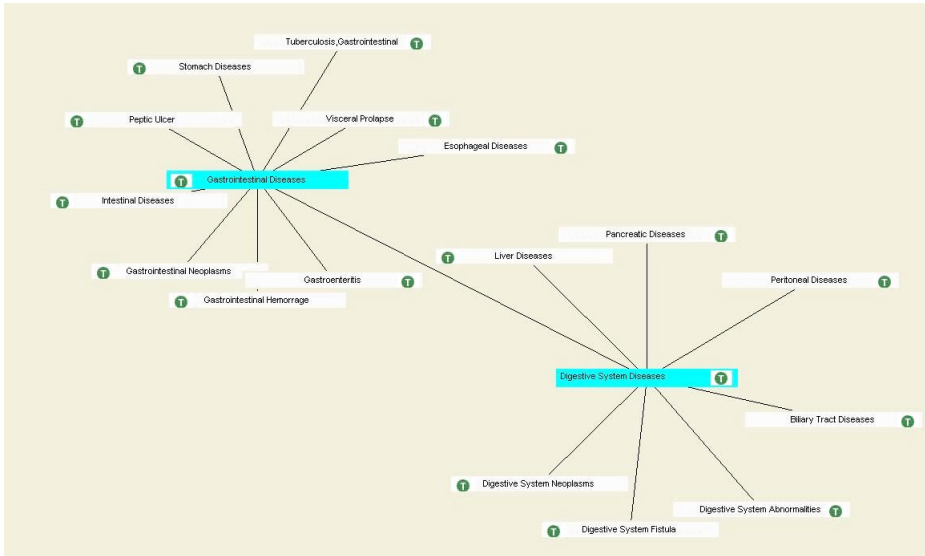 Tuberculosis,Gastrointestinal T
T Stomach Diseases
T Peptic Ulcer
Visceral Prolapse T
Esophageal Diseases T
T Gastrointestinal Diseases
T Intestinal Diseases
Pancreatic Diseases T
T Liver Diseases
T Gastrointestinal Neoplasms
Gastroenteritis T
Peritoneal Diseases T
T Gastrointestinal Hemorrage
Digestive System Diseases T
Biliary Tract Diseases T
T Digestive System Neoplasms
Digestive System Abnormalities T
T Digestive System Fistula